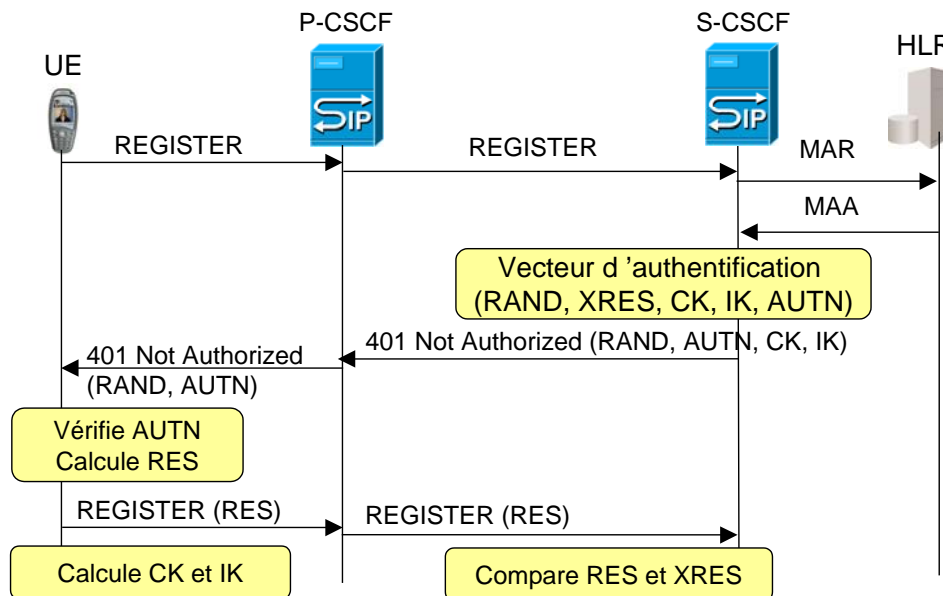 P-CSCF
S-CSCF
HLR
UE
SIP
SIP
REGISTER
REGISTER
MAR
MAA
Vecteur d ’authentification
(RAND, XRES, CK, IK, AUTN)
401 Not Authorized (RAND, AUTN, CK, IK)
401 Not Authorized
(RAND, AUTN)
Vérifie AUTN
Calcule RES
REGISTER (RES)
REGISTER (RES)
Calcule CK et IK
Compare RES et XRES